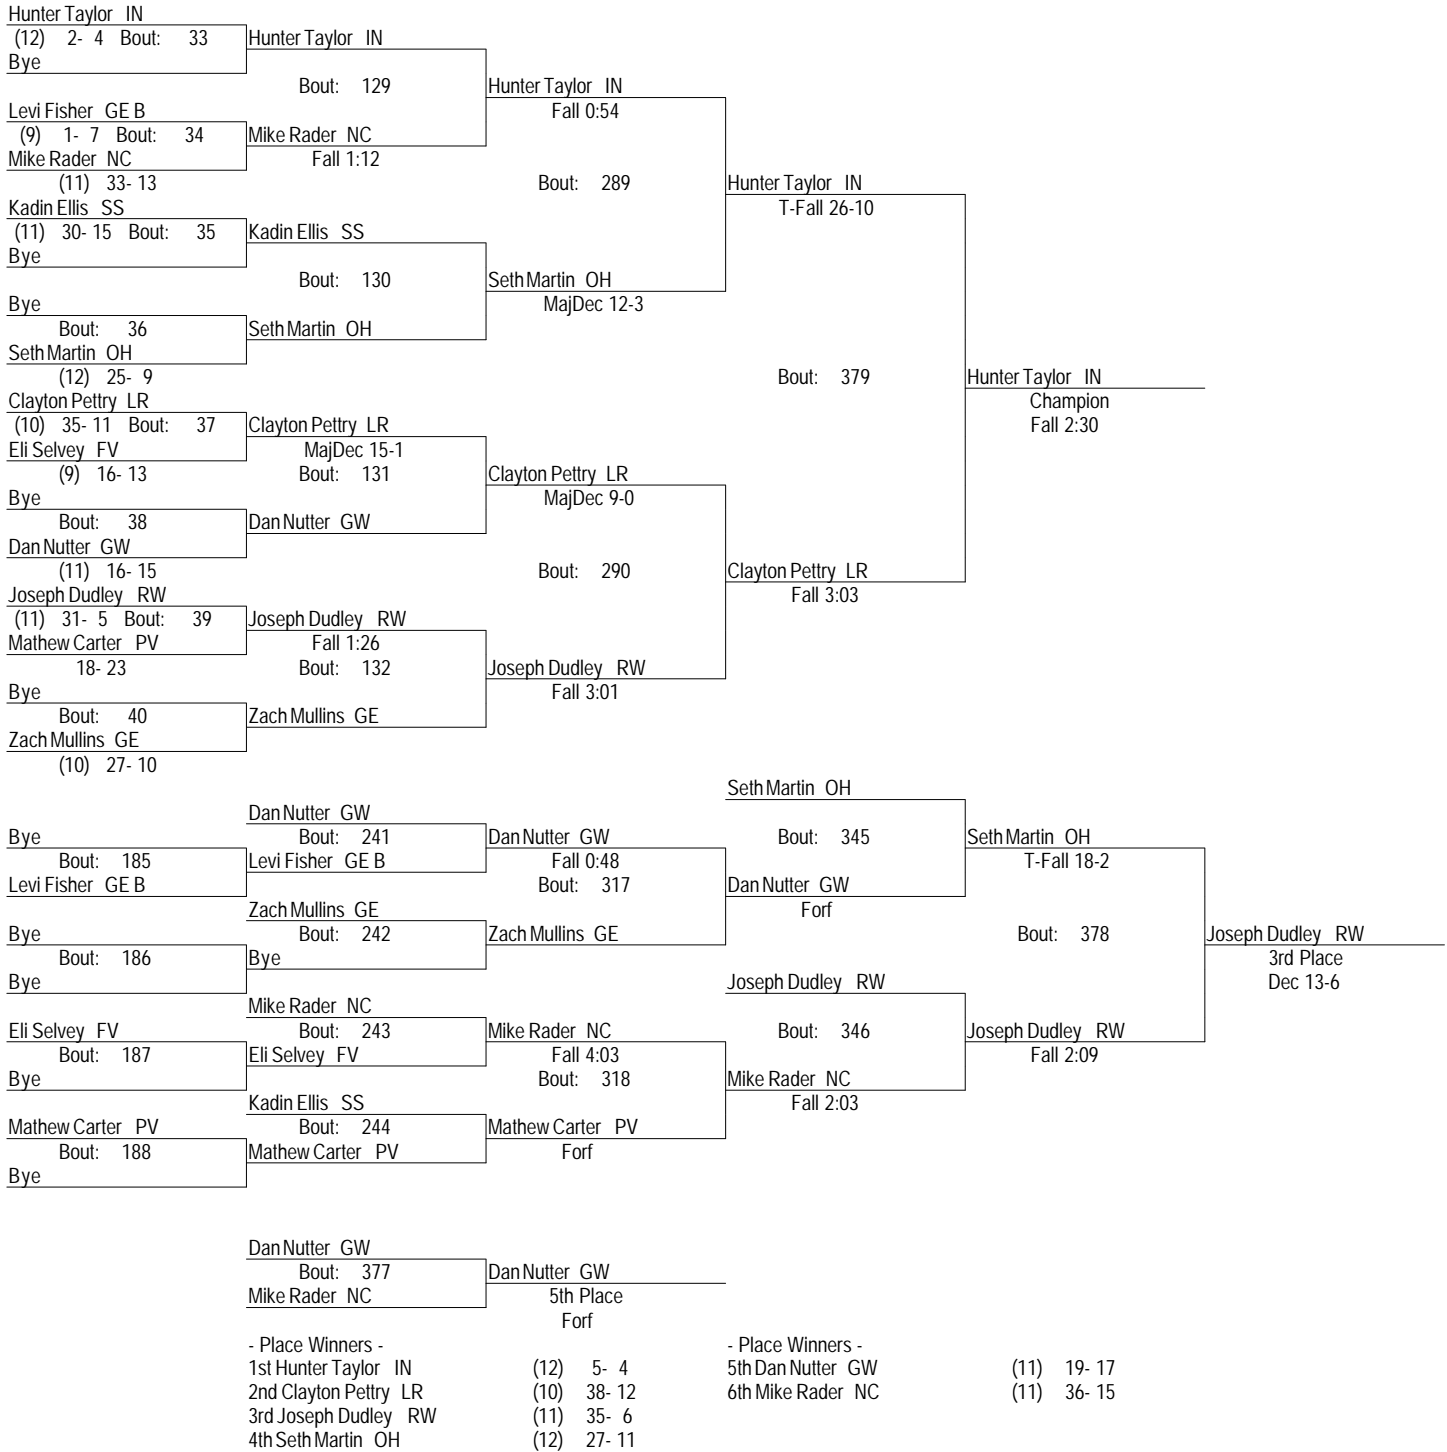 Hunter Taylor IN
(12) 2- 4 Bout: 33 Hunter Taylor IN
Bye
Bout: 129 Hunter Taylor IN
Levi Fisher GE B Fall 0:54
(9) 1- 7 Bout: 34 Mike Rader NC
Mike Rader NC Fall 1:12
(11) 33- 13 Bout: 289 Hunter Taylor IN
Kadin Ellis SS T-Fall 26-10
(11) 30- 15 Bout: 35 Kadin Ellis SS
Bye
Bout: 130 Seth Martin OH
Bye MajDec 12-3
Bout: 36 Seth Martin OH
Seth Martin OH
(12) 25- 9 Bout: 379 Hunter Taylor IN
Clayton Pettry LR Champion
(10) 35- 11 Bout: 37 Clayton Pettry LR Fall 2:30
Eli Selvey FV MajDec 15-1
(9) 16- 13 Bout: 131 Clayton Pettry LR
Bye MajDec 9-0
Bout: 38 Dan Nutter GW
Dan Nutter GW
(11) 16- 15 Bout: 290 Clayton Pettry LR
Joseph Dudley RW Fall 3:03
(11) 31- 5 Bout: 39 Joseph Dudley RW
Mathew Carter PV Fall 1:26
18- 23 Bout: 132 Joseph Dudley RW
Bye Fall 3:01
Bout: 40 Zach Mullins GE
Zach Mullins GE
(10) 27- 10
Seth Martin OH
Dan Nutter GW
Bye Bout: 241 Dan Nutter GW Bout: 345 Seth Martin OH
Bout: 185 Levi Fisher GE B Fall 0:48 T-Fall 18-2
Levi Fisher GE B Bout: 317 Dan Nutter GW
Zach Mullins GE Forf
Bye Bout: 242 Zach Mullins GE Bout: 378 Joseph Dudley RW
Bout: 186 Bye 3rd Place
Bye Joseph Dudley RW Dec 13-6
Mike Rader NC
Eli Selvey FV Bout: 243 Mike Rader NC Bout: 346 Joseph Dudley RW
Bout: 187 Eli Selvey FV Fall 4:03 Fall 2:09
Bye Bout: 318 Mike Rader NC
Kadin Ellis SS Fall 2:03
Mathew Carter PV Bout: 244 Mathew Carter PV
Bout: 188 Mathew Carter PV Forf
Bye
Dan Nutter GW
Bout: 377 Dan Nutter GW
Mike Rader NC 5th Place
Forf
- Place Winners - - Place Winners -
1st Hunter Taylor IN (12) 5- 4 5th Dan Nutter GW (11) 19- 17
2nd Clayton Pettry LR (10) 38- 12 6th Mike Rader NC (11) 36- 15
3rd Joseph Dudley RW (11) 35- 6
4th Seth Martin OH (12) 27- 11